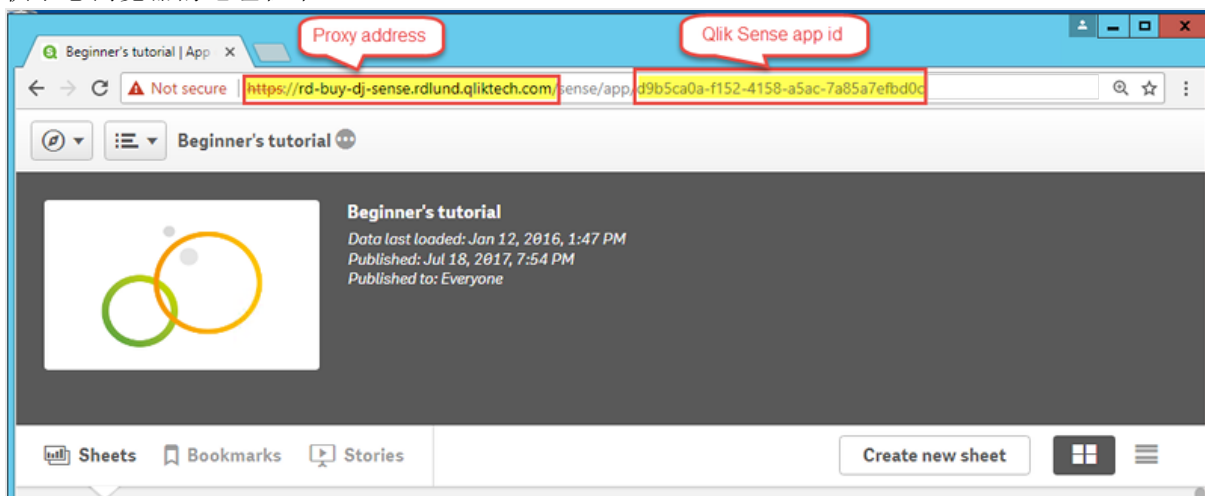 Proxy address
Qlik Sense app id
Beginner's tutorial | App
Not secure | https://rd-buy-dj-sense.rdlund.qliktech.com/sense/app/d9b5ca0a-f152-4158-a5ac-7a85a7efbd0c
Beginner's tutorial
Beginner's tutorial
Data last loaded: Jan 12, 2016, 1:47 PM
Published: Jul 18, 2017, 7:54 PM
Published to: Everyone
Sheets Bookmarks Stories Create new sheet